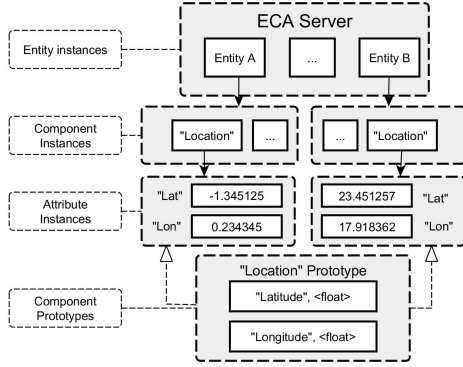 ECA Server
Entity instances
Entity A
...
Entity B
Component
Instances
"Location"
...
...
"Location"
Attribute
Instances
"Lat"
-1.345125
23.451257
"Lat"
"Lon"
0.234345
17.918362
"Lon"
"Location" Prototype
Component
Prototypes
"Latitude", <float>
"Longitude", <float>